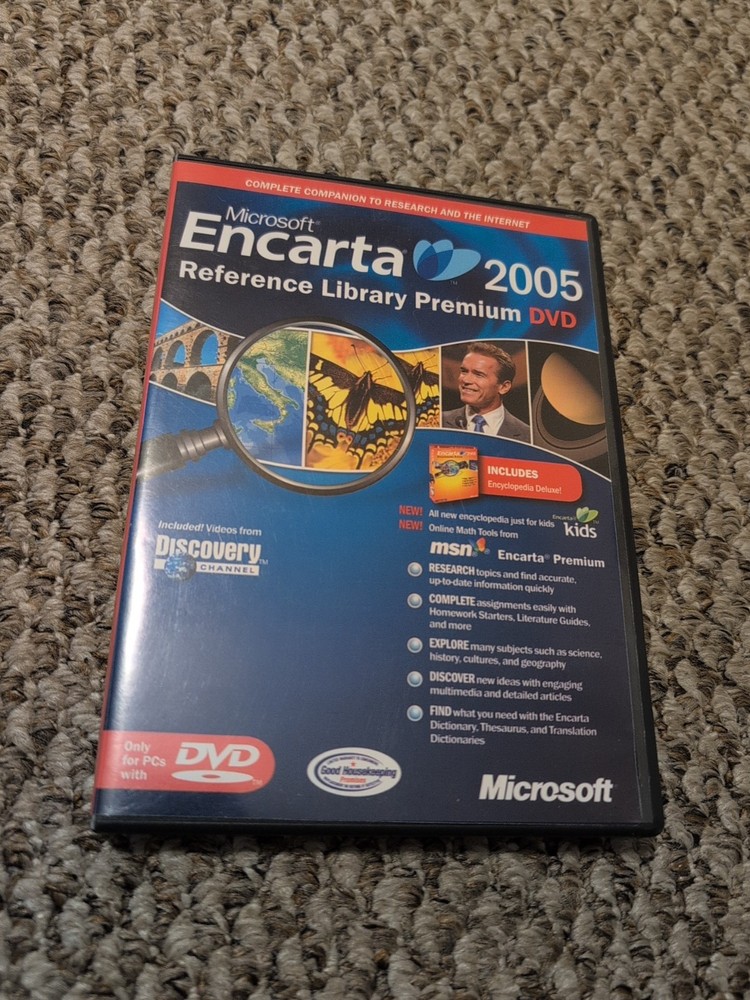 COMPLETE COMPANION TO RESEARCH AND THE INTERNET
Microsoft®
Encarta® 2005
Reference Library Premium DVD
ENCARTA
INCLUDES
Encyclopedia Deluxe!
NEW! All new encyclopedia just for kids
Encarta® kids
NEW! Online Math Tools from
msn Encarta® Premium
Included! Videos from
Discovery™
CHANNEL
RESEARCH topics and find accurate,
up-to-date information quickly
COMPLETE assignments easily with
Homework Starters, Literature Guides,
and more
EXPLORE many subjects such as science,
history, cultures, and geography
DISCOVER new ideas with engaging
multimedia and detailed articles
FIND what you need with the Encarta
Dictionary, Thesaurus, and Translation
Dictionaries
Only
for PCs
with
DVD™
Good Housekeeping
Promises
Microsoft®